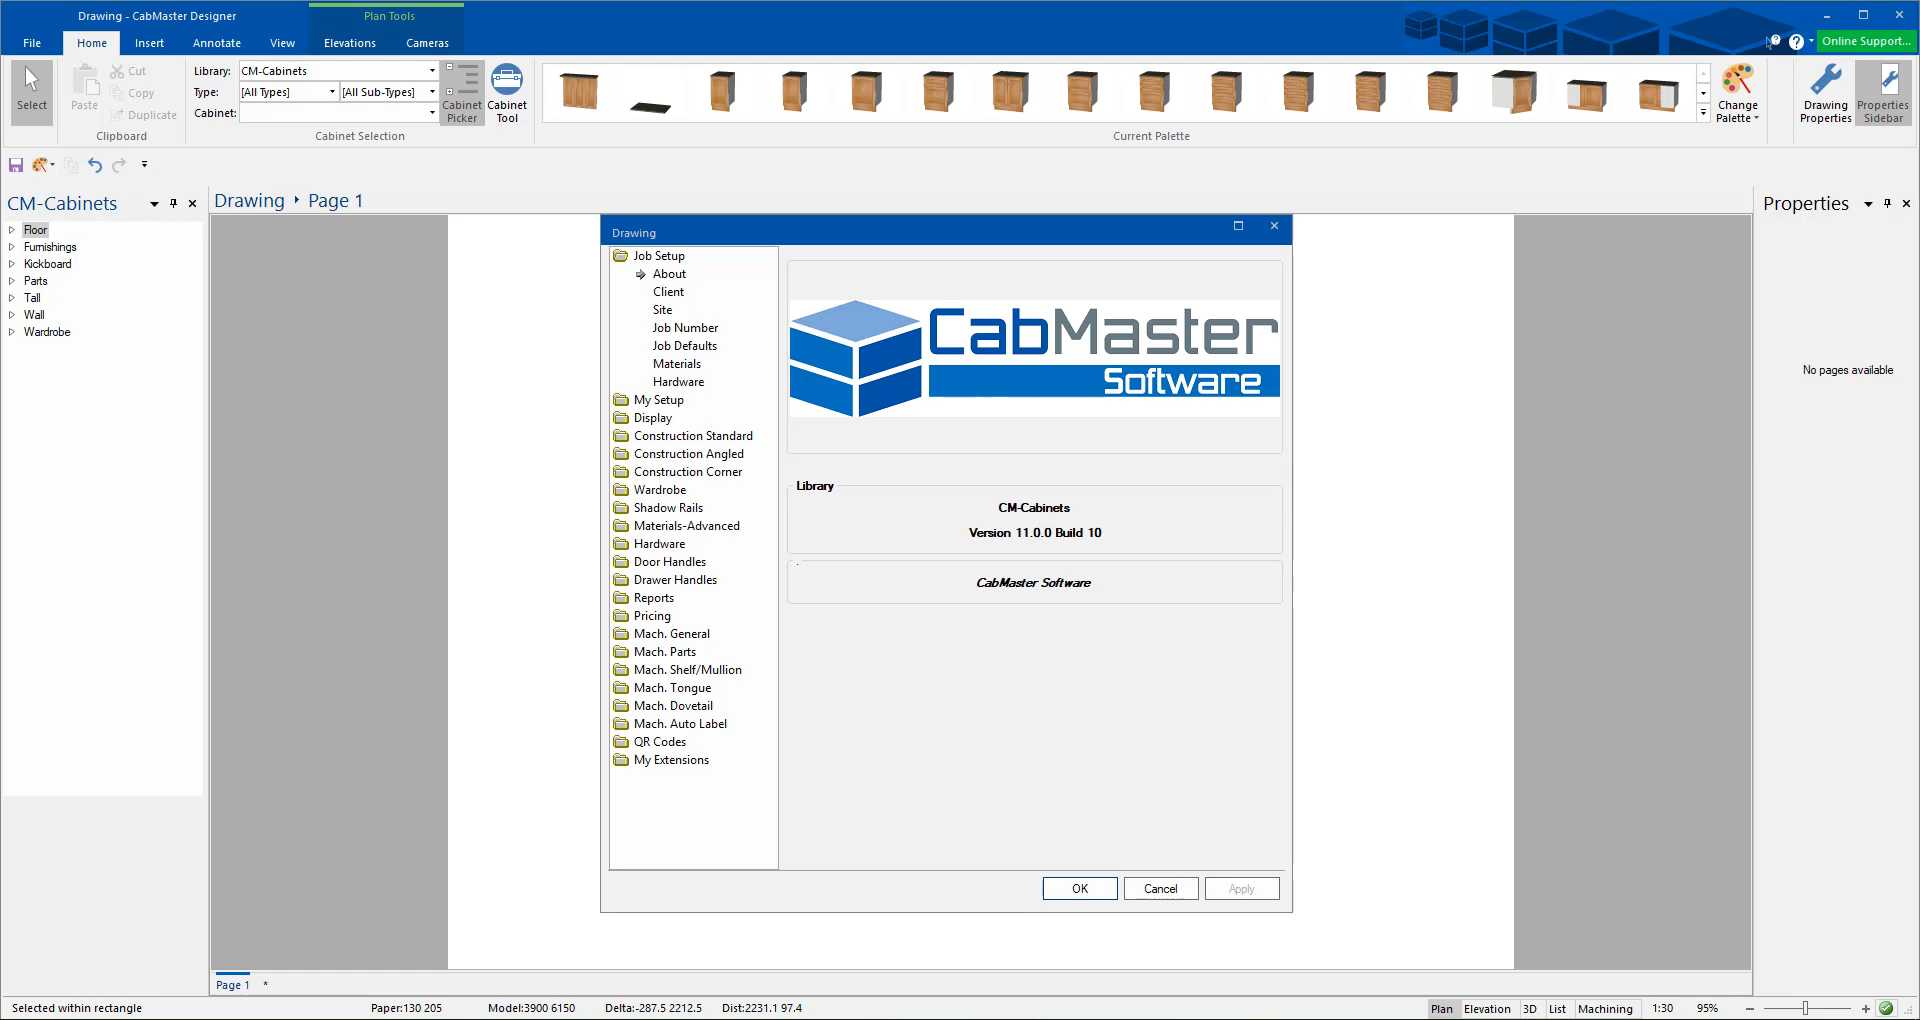 Drawing - CabMaster Designer
Plan Tools
File
Home
Insert
Annotate
View
Elevations
Cameras
Online Support...
Select
Paste
Cut
Copy
Duplicate
Clipboard
Library:
CM-Cabinets
Type:
[All Types]
[All Sub-Types]
Cabinet:
Cabinet
Picker
Cabinet
Tool
Cabinet Selection
Current Palette
Change
Palette
Drawing
Properties
Properties
Sidebar
CM-Cabinets
Floor
Furnishings
Kickboard
Parts
Tall
Wall
Wardrobe
Drawing
Page 1
Drawing
Job Setup
About
Client
Site
Job Number
Job Defaults
Materials
Hardware
My Setup
Display
Construction Standard
Construction Angled
Construction Corner
Wardrobe
Shadow Rails
Materials-Advanced
Hardware
Door Handles
Drawer Handles
Reports
Pricing
Mach. General
Mach. Parts
Mach. Shelf/Mullion
Mach. Tongue
Mach. Dovetail
Mach. Auto Label
QR Codes
My Extensions
CabMaster
Software
Library
CM-Cabinets
Version 11.0.0 Build 10
CabMaster Software
OK
Cancel
Apply
Properties
No pages available
Page 1
*
Selected within rectangle
Paper:130 205
Model:3900 6150
Delta:-287.5 2212.5
Dist:2231.1 97.4
Plan
Elevation
3D
List
Machining
1:30
95%